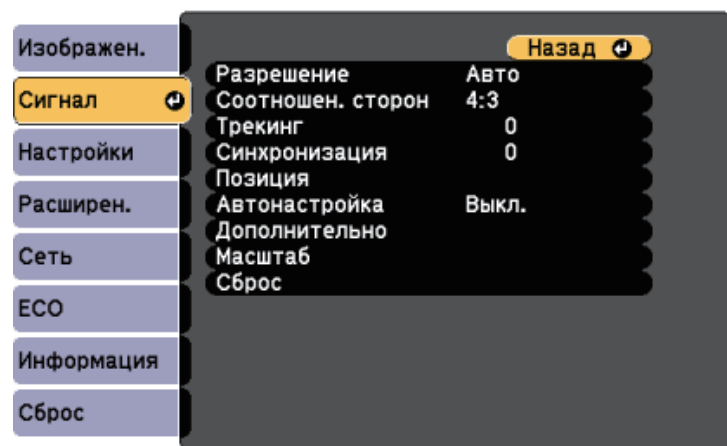 Изображен.
Сигнал
Настройки
Расширен.
Сеть
ECO
Информация
Сброс
Назад
Разрешение Авто
Соотношен. сторон 4:3
Трекинг 0
Синхронизация 0
Позиция
Автонастройка Выкл.
Дополнительно
Масштаб
Сброс